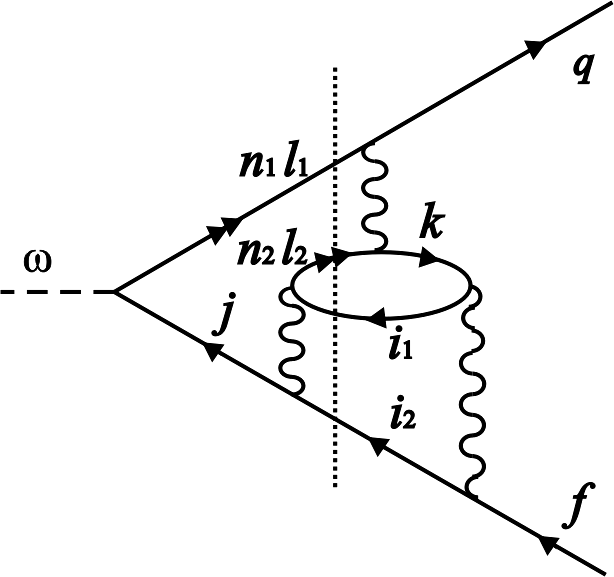 q
n₁l₁
k
n₂l₂
ω
j
i₁
i₂
f